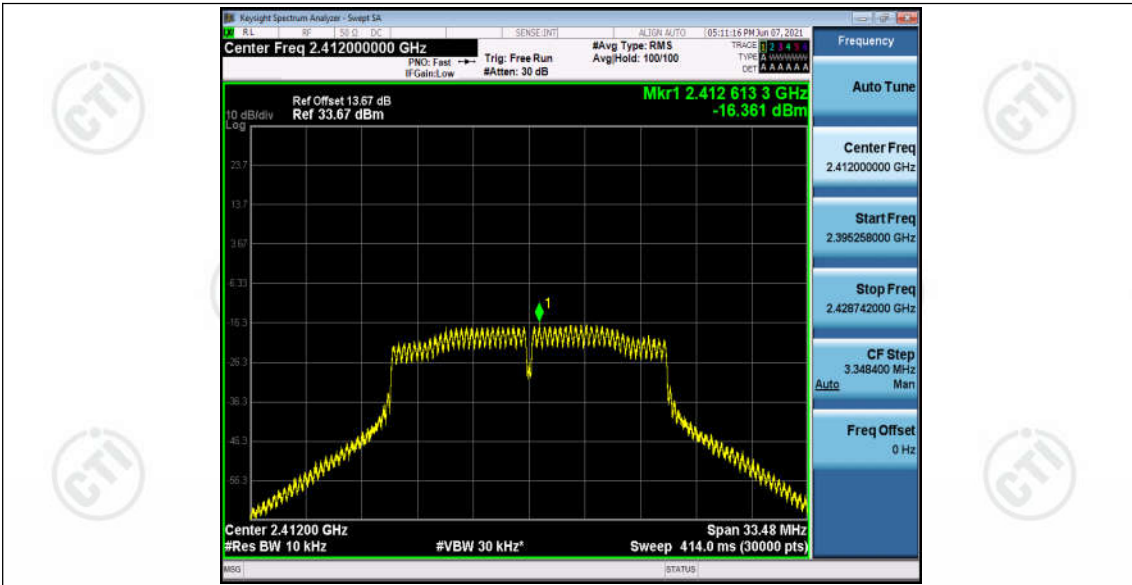 Keysight Spectrum Analyzer - Swept SA
RL RF 50 Ω DC SENSE:INT ALIGN AUTO 05:11:16 PM Jun 07, 2021
Center Freq 2.412000000 GHz
PNO: Fast
IFGain:Low
Trig: Free Run
#Atten: 30 dB
#Avg Type: RMS
Avg|Hold: 100/100
TRACE 1 2 3 4 5 6
TYPE A
DET A A A A A A
Frequency
Auto Tune
Center Freq
2.412000000 GHz
Start Freq
2.395258000 GHz
Stop Freq
2.428742000 GHz
CF Step
3.348400 MHz
Auto Man
Freq Offset
0 Hz
Mkr1 2.412 613 3 GHz
-16.361 dBm
Ref Offset 13.67 dB
10 dB/div Ref 33.67 dBm
Log
23.7
13.7
3.67
-6.33
-16.3
-26.3
-36.3
-46.3
-56.3
1
Center 2.41200 GHz Span 33.48 MHz
#Res BW 10 kHz #VBW 30 kHz* Sweep 414.0 ms (30000 pts)
MSG STATUS
CTI
CTI
CTI
CTI